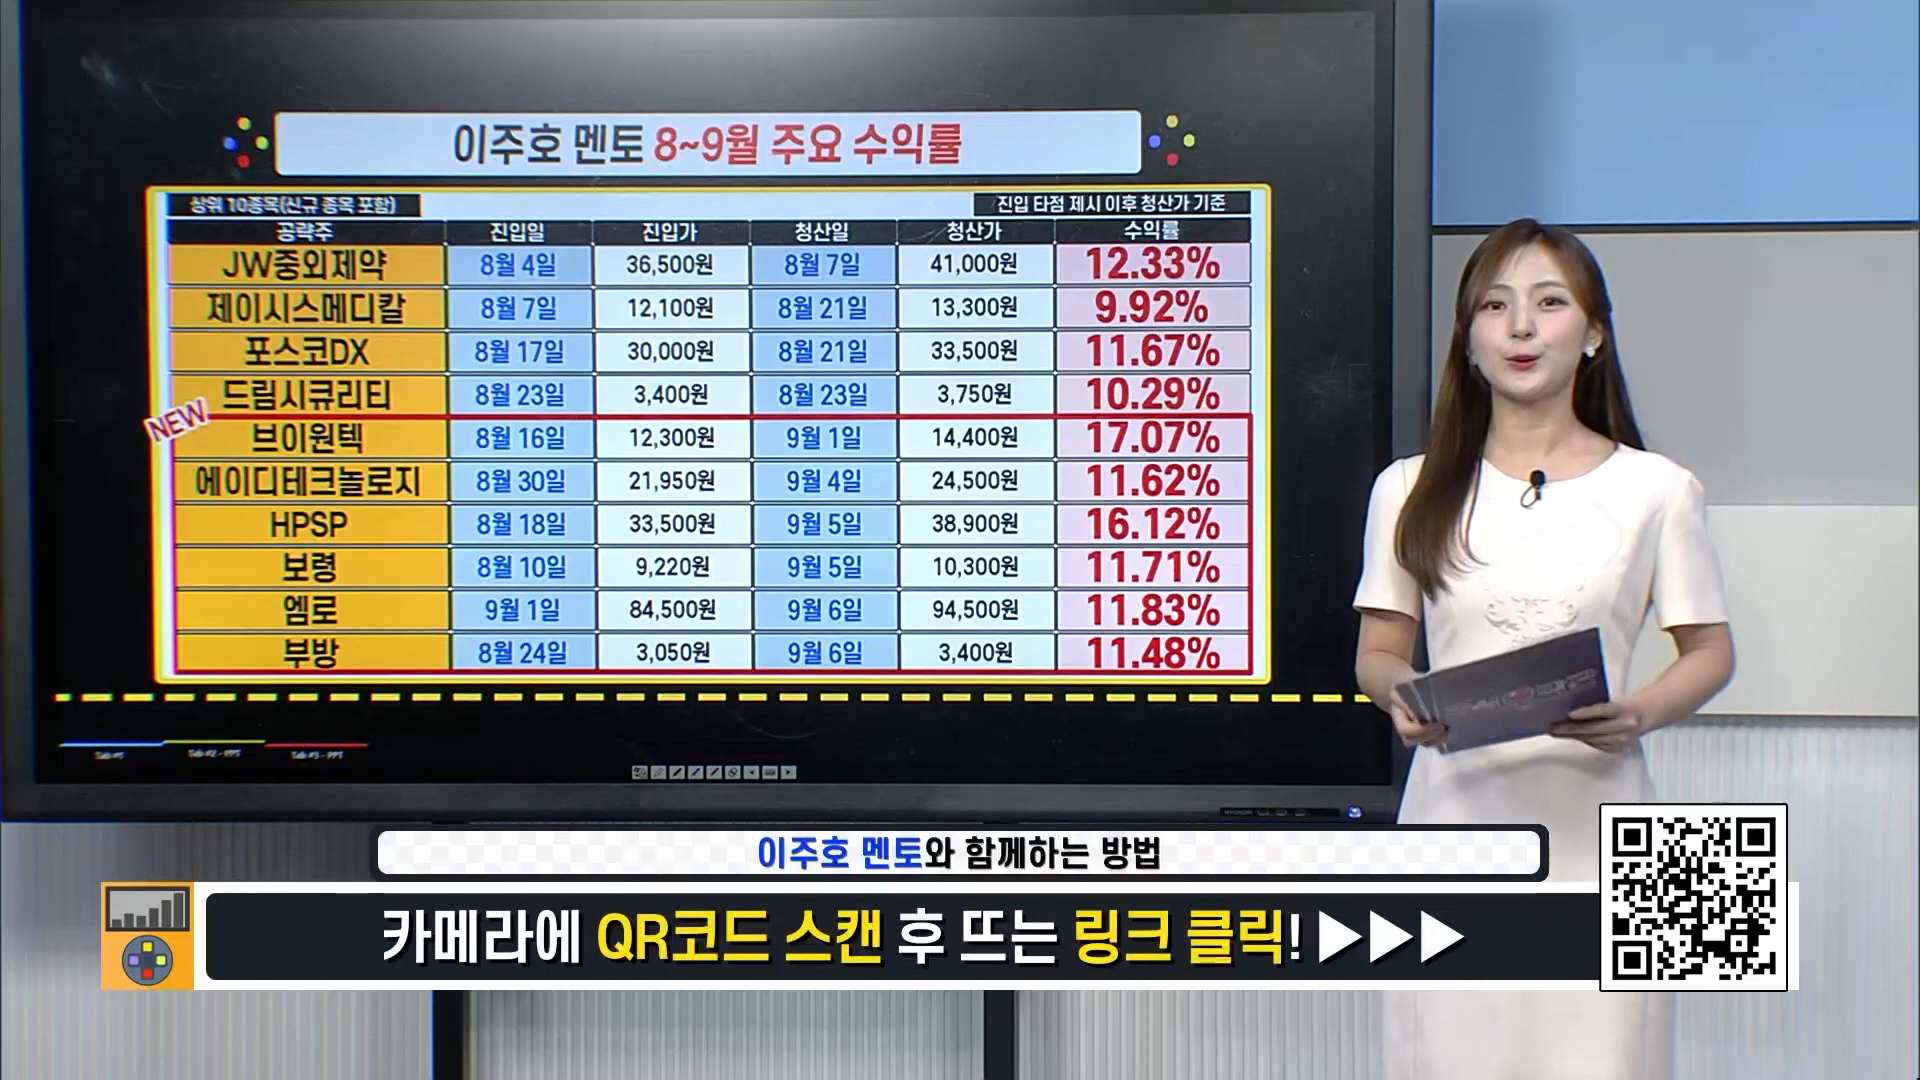 이주호 멘토 8~9월 주요 수익률
상위 10종목(신규 종목 포함) 진입 타점 제시 이후 청산가 기준
공략주 진입일 진입가 청산일 청산가 수익률
JW중외제약 8월 4일 36,500원 8월 7일 41,000원 12.33%
제이시스메디칼 8월 7일 12,100원 8월 21일 13,300원 9.92%
포스코DX 8월 17일 30,000원 8월 21일 33,500원 11.67%
드림시큐리티 8월 23일 3,400원 8월 23일 3,750원 10.29%
NEW
브이원텍 8월 16일 12,300원 9월 1일 14,400원 17.07%
에이디테크놀로지 8월 30일 21,950원 9월 4일 24,500원 11.62%
HPSP 8월 18일 33,500원 9월 5일 38,900원 16.12%
보령 8월 10일 9,220원 9월 5일 10,300원 11.71%
엠로 9월 1일 84,500원 9월 6일 94,500원 11.83%
부방 8월 24일 3,050원 9월 6일 3,400원 11.48%
Tab #1 Tab #2 - PPT Tab #3 - PPT
이주호 멘토와 함께하는 방법
카메라에 QR코드 스캔 후 뜨는 링크 클릭! ▶▶▶